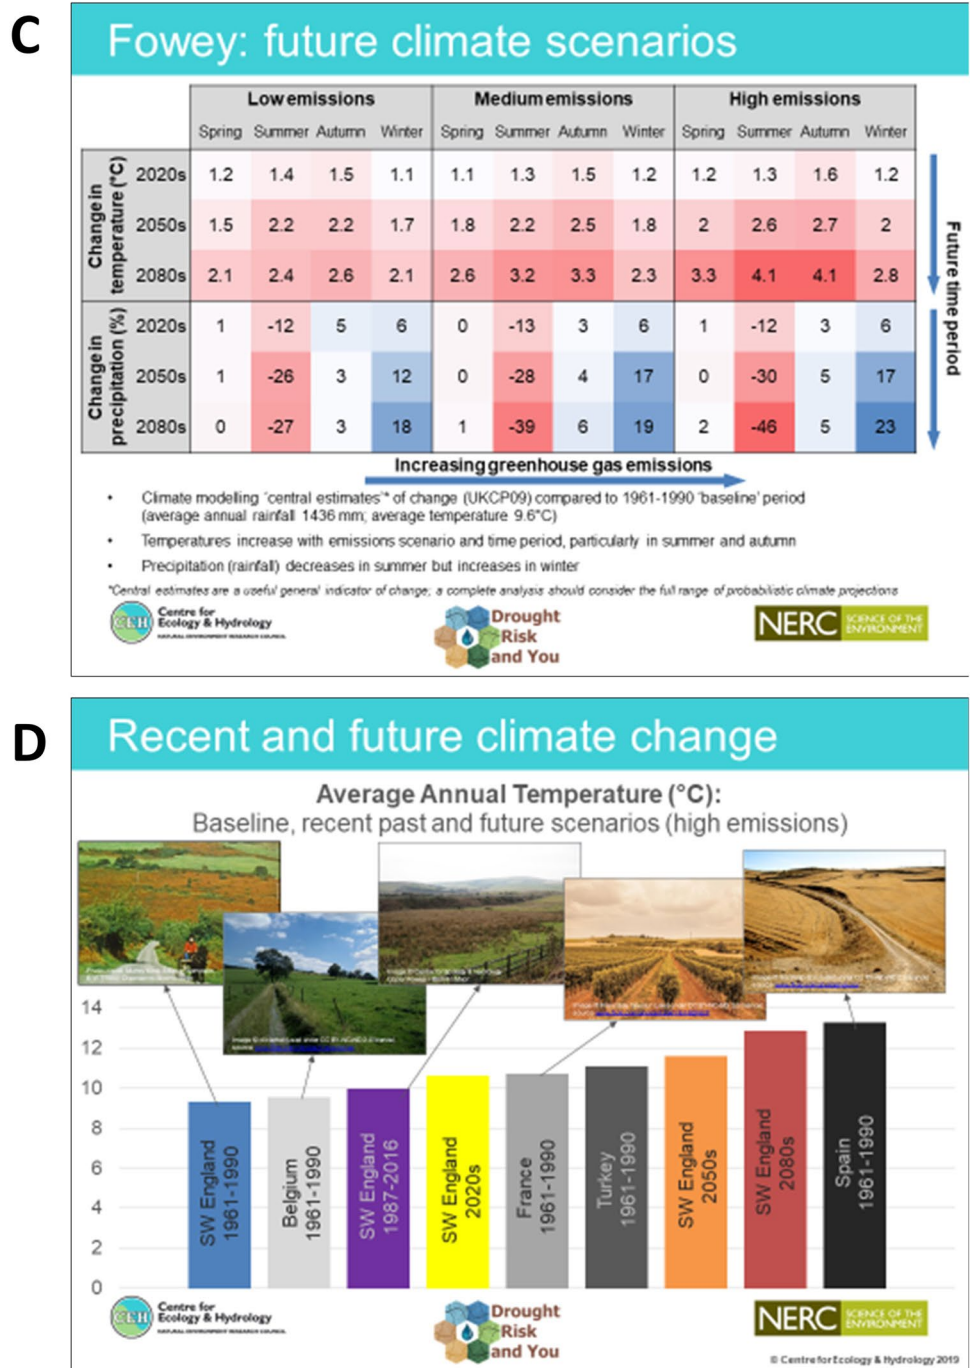 C
Fowey: future climate scenarios
Low emissions Medium emissions High emissions
Spring Summer Autumn Winter Spring Summer Autumn Winter Spring Summer Autumn Winter
Change in temperature (°C)
2020s 1.2 1.4 1.5 1.1 1.1 1.3 1.5 1.2 1.2 1.3 1.6 1.2
2050s 1.5 2.2 2.2 1.7 1.8 2.2 2.5 1.8 2 2.6 2.7 2
2080s 2.1 2.4 2.6 2.1 2.6 3.2 3.3 2.3 3.3 4.1 4.1 2.8
Change in precipitation (%)
2020s 1 -12 5 6 0 -13 3 6 1 -12 3 6
2050s 1 -26 3 12 0 -28 4 17 0 -30 5 17
2080s 0 -27 3 18 1 -39 6 19 2 -46 5 23
Future time period
Increasing greenhouse gas emissions
• Climate modelling 'central estimates'* of change (UKCP09) compared to 1961-1990 'baseline' period
(average annual rainfall 1436 mm; average temperature 9.6°C)
• Temperatures increase with emissions scenario and time period, particularly in summer and autumn
• Precipitation (rainfall) decreases in summer but increases in winter
*Central estimates are a useful general indicator of change; a complete analysis should consider the full range of probabilistic climate projections
CEH Centre for
Ecology & Hydrology
NATURAL ENVIRONMENT RESEARCH COUNCIL
Drought
Risk
and You
NERC SCIENCE OF THE
ENVIRONMENT
D
Recent and future climate change
Average Annual Temperature (°C):
Baseline, recent past and future scenarios (high emissions)
14
12
10
8
6
4
2
0
SW England
1961-1990
Belgium
1961-1990
SW England
1987-2016
SW England
2020s
France
1961-1990
Turkey
1961-1990
SW England
2050s
SW England
2080s
Spain
1961-1990
CEH Centre for
Ecology & Hydrology
NATURAL ENVIRONMENT RESEARCH COUNCIL
Drought
Risk
and You
NERC SCIENCE OF THE
ENVIRONMENT
© Centre for Ecology & Hydrology 2019